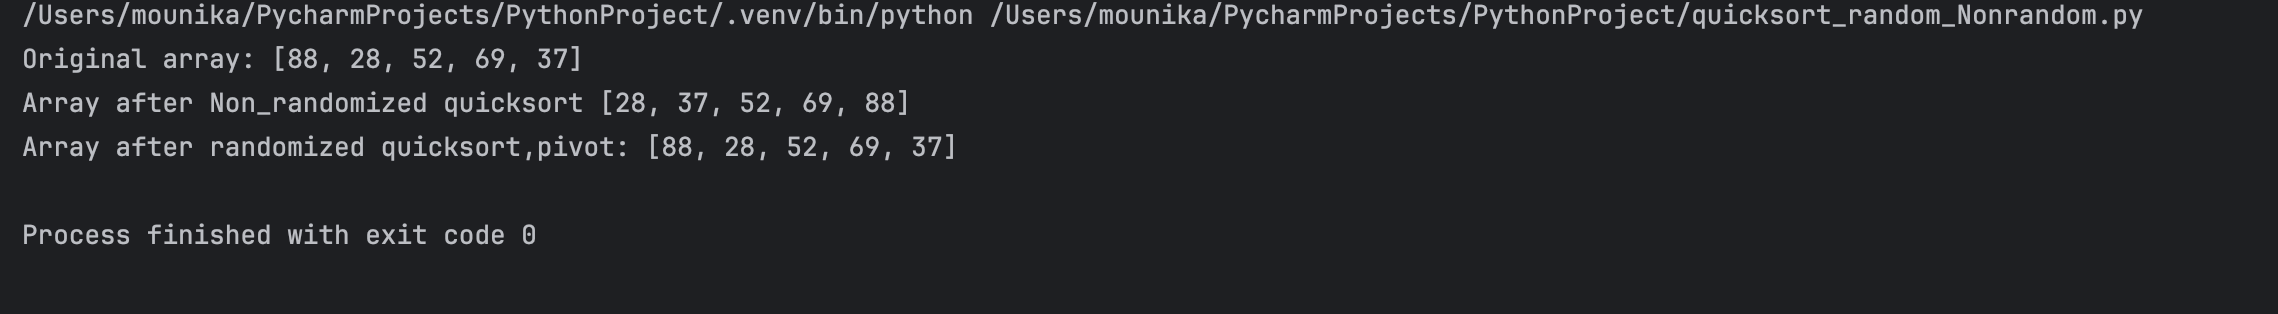 /Users/mounika/PycharmProjects/PythonProject/.venv/bin/python /Users/mounika/PycharmProjects/PythonProject/quicksort_random_Nonrandom.py
Original array: [88, 28, 52, 69, 37]
Array after Non_randomized quicksort [28, 37, 52, 69, 88]
Array after randomized quicksort,pivot: [88, 28, 52, 69, 37]
Process finished with exit code 0